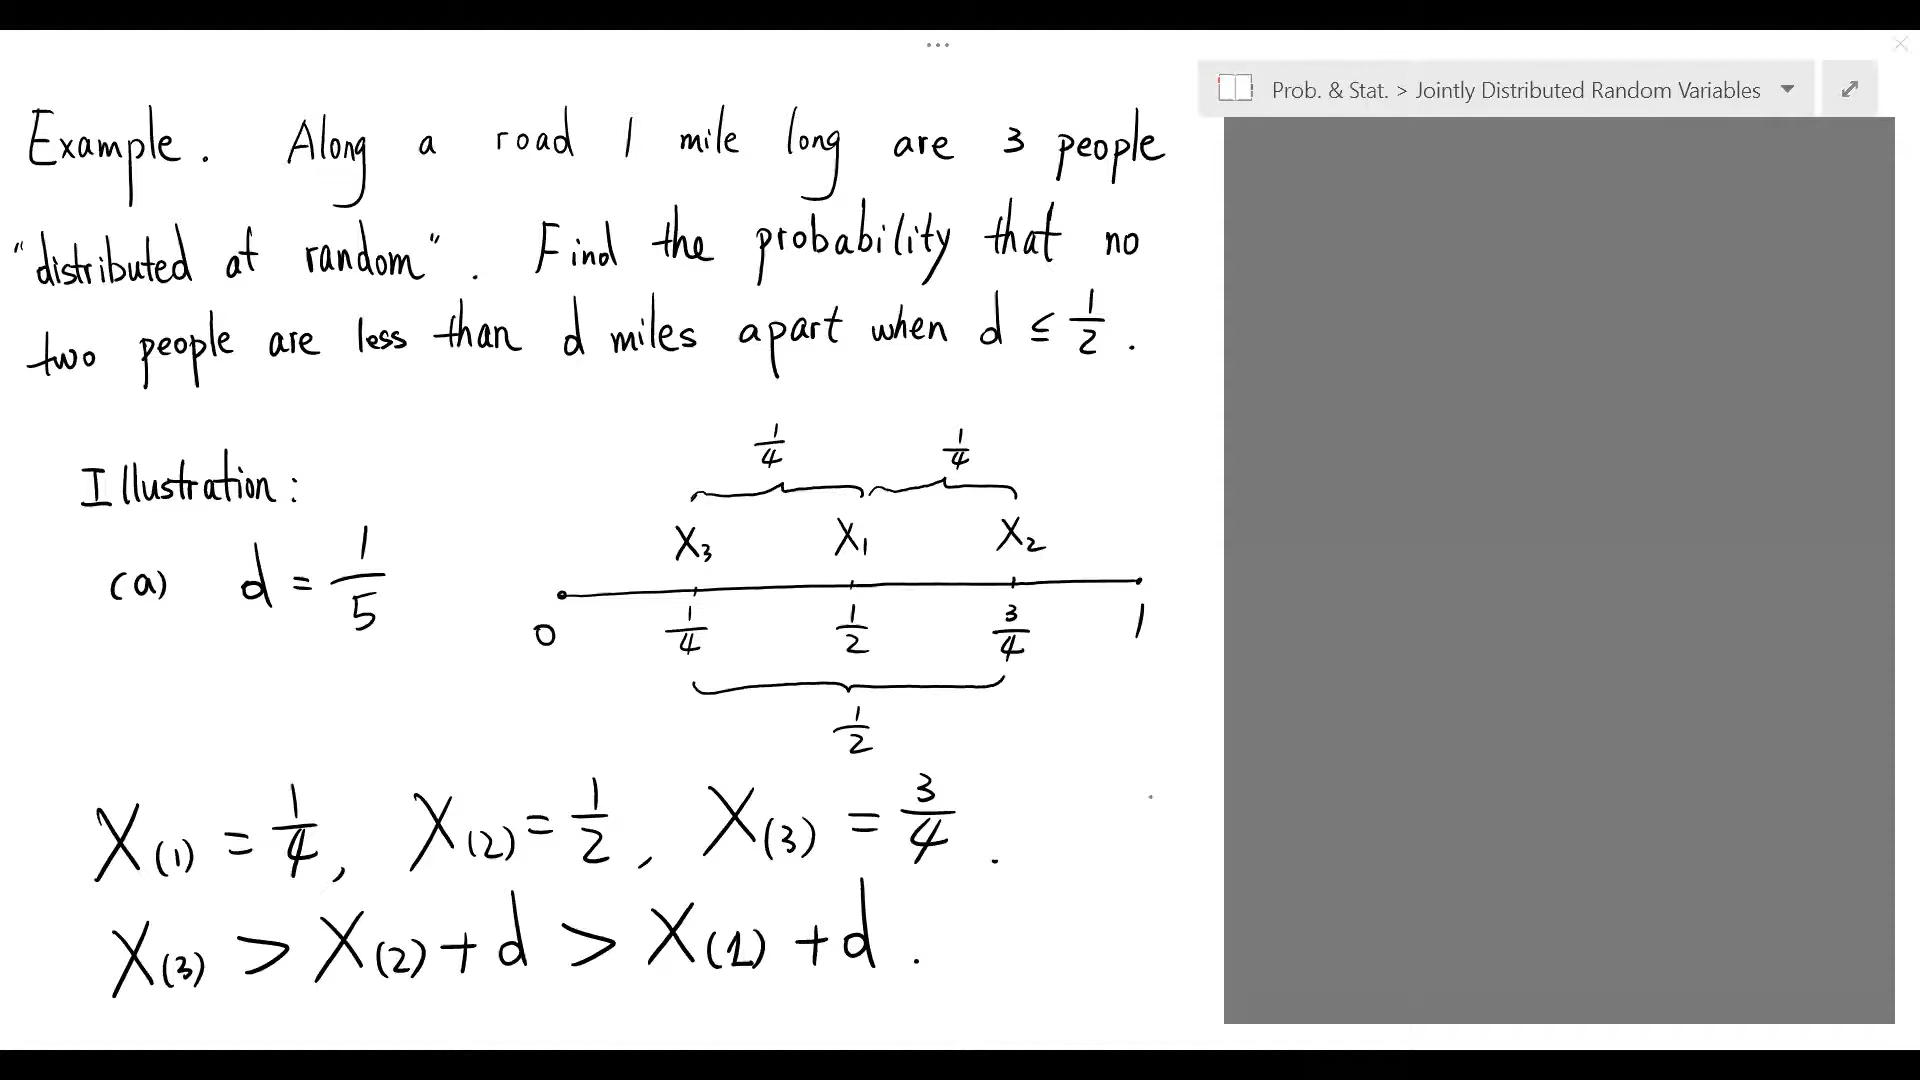 Prob. & Stat. > Jointly Distributed Random Variables
Example. Along a road 1 mile long are 3 people
"distributed at random". Find the probability that no
two people are less than d miles apart when d ≤ 1/2.
Illustration:
1/4 1/4
X₃ X₁ X₂
(a) d = 1/5
0 1/4 1/2 3/4 1
1/2
X₍₁₎ = 1/4, X₍₂₎ = 1/2, X₍₃₎ = 3/4.
X₍₃₎ > X₍₂₎ + d > X₍₁₎ + d.